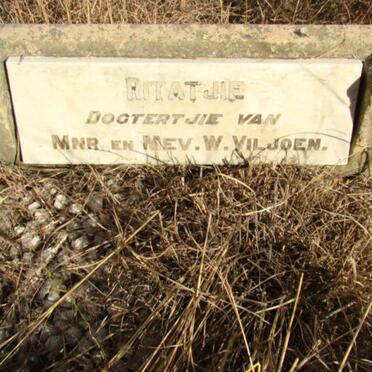 RITATJIE
DOGTERTJIE VAN
MNR. EN MEV. W. VILJOEN.